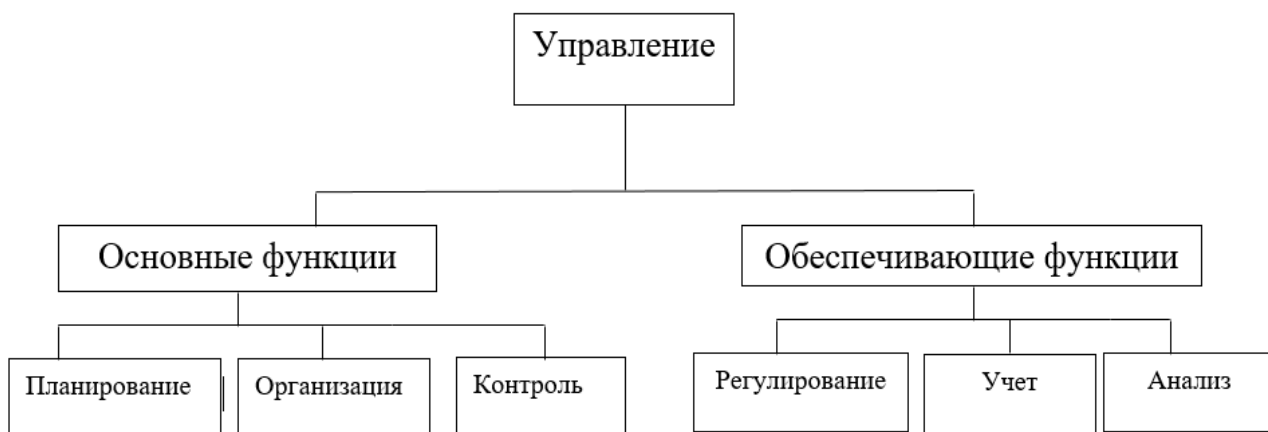 Управление
Основные функции
Обеспечивающие функции
Планирование
Организация
Контроль
Регулирование
Учет
Анализ